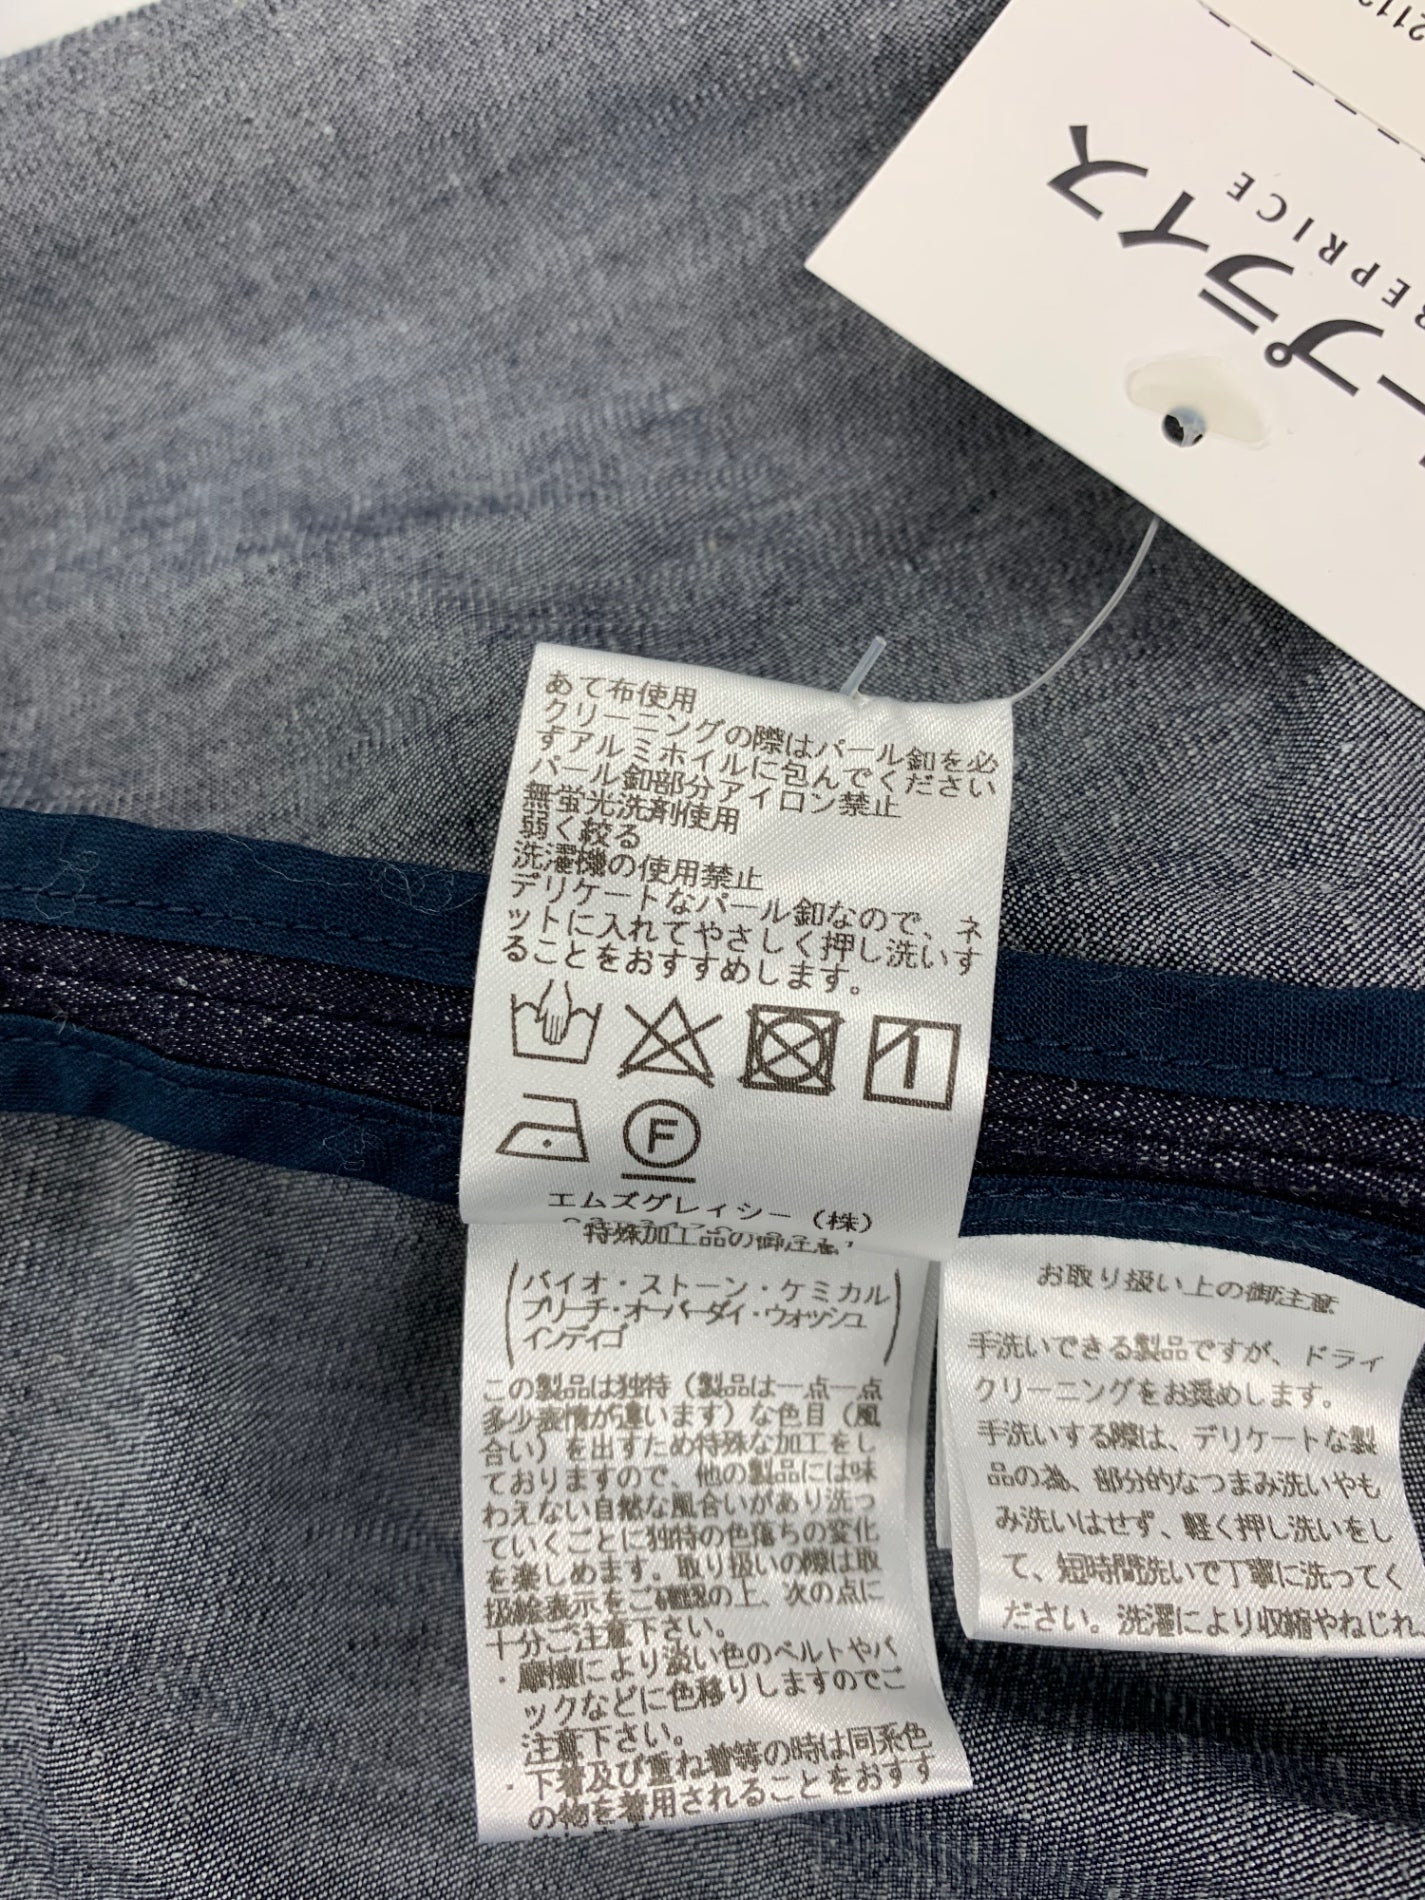 2112
ープライス
BEPRICE
あて布使用
クリーニングの際はパール釦を必
ずアルミホイルに包んでください
パール釦部分アイロン禁止
無蛍光洗剤使用
弱く絞る
洗濯機の使用禁止
デリケートなパール釦なので、ネ
ットに入れてやさしく押し洗いす
ることをおすすめします。
F
エムズグレィシー（株）
特殊加工品の御注意
（バイオ・ストーン・ケミカル
ブリーチ・オーバーダイ・ウォッシュ
インディゴ）
この製品は独特（製品は一点一点
多少表情が違います）な色目（風
合い）を出すため特殊な加工をし
ておりますので、他の製品には味
わえない自然な風合いがあり洗っ
ていくごとに独特の色落ちの変化
を楽しめます。取り扱いの際は取
扱絵表示をご確認の上、次の点に
十分ご注意下さい。
・摩擦により淡い色のベルトやバ
ックなどに色移りしますのでご
注意下さい。
・下着及び重ね着等の時は同系色
の物を着用されることをおすす
お取り扱い上の御注意
手洗いできる製品ですが、ドライ
クリーニングをお奨めします。
手洗いする際は、デリケートな製
品の為、部分的なつまみ洗いやも
み洗いはせず、軽く押し洗いをし
て、短時間洗いで丁寧に洗ってく
ださい。洗濯により収縮やねじれ